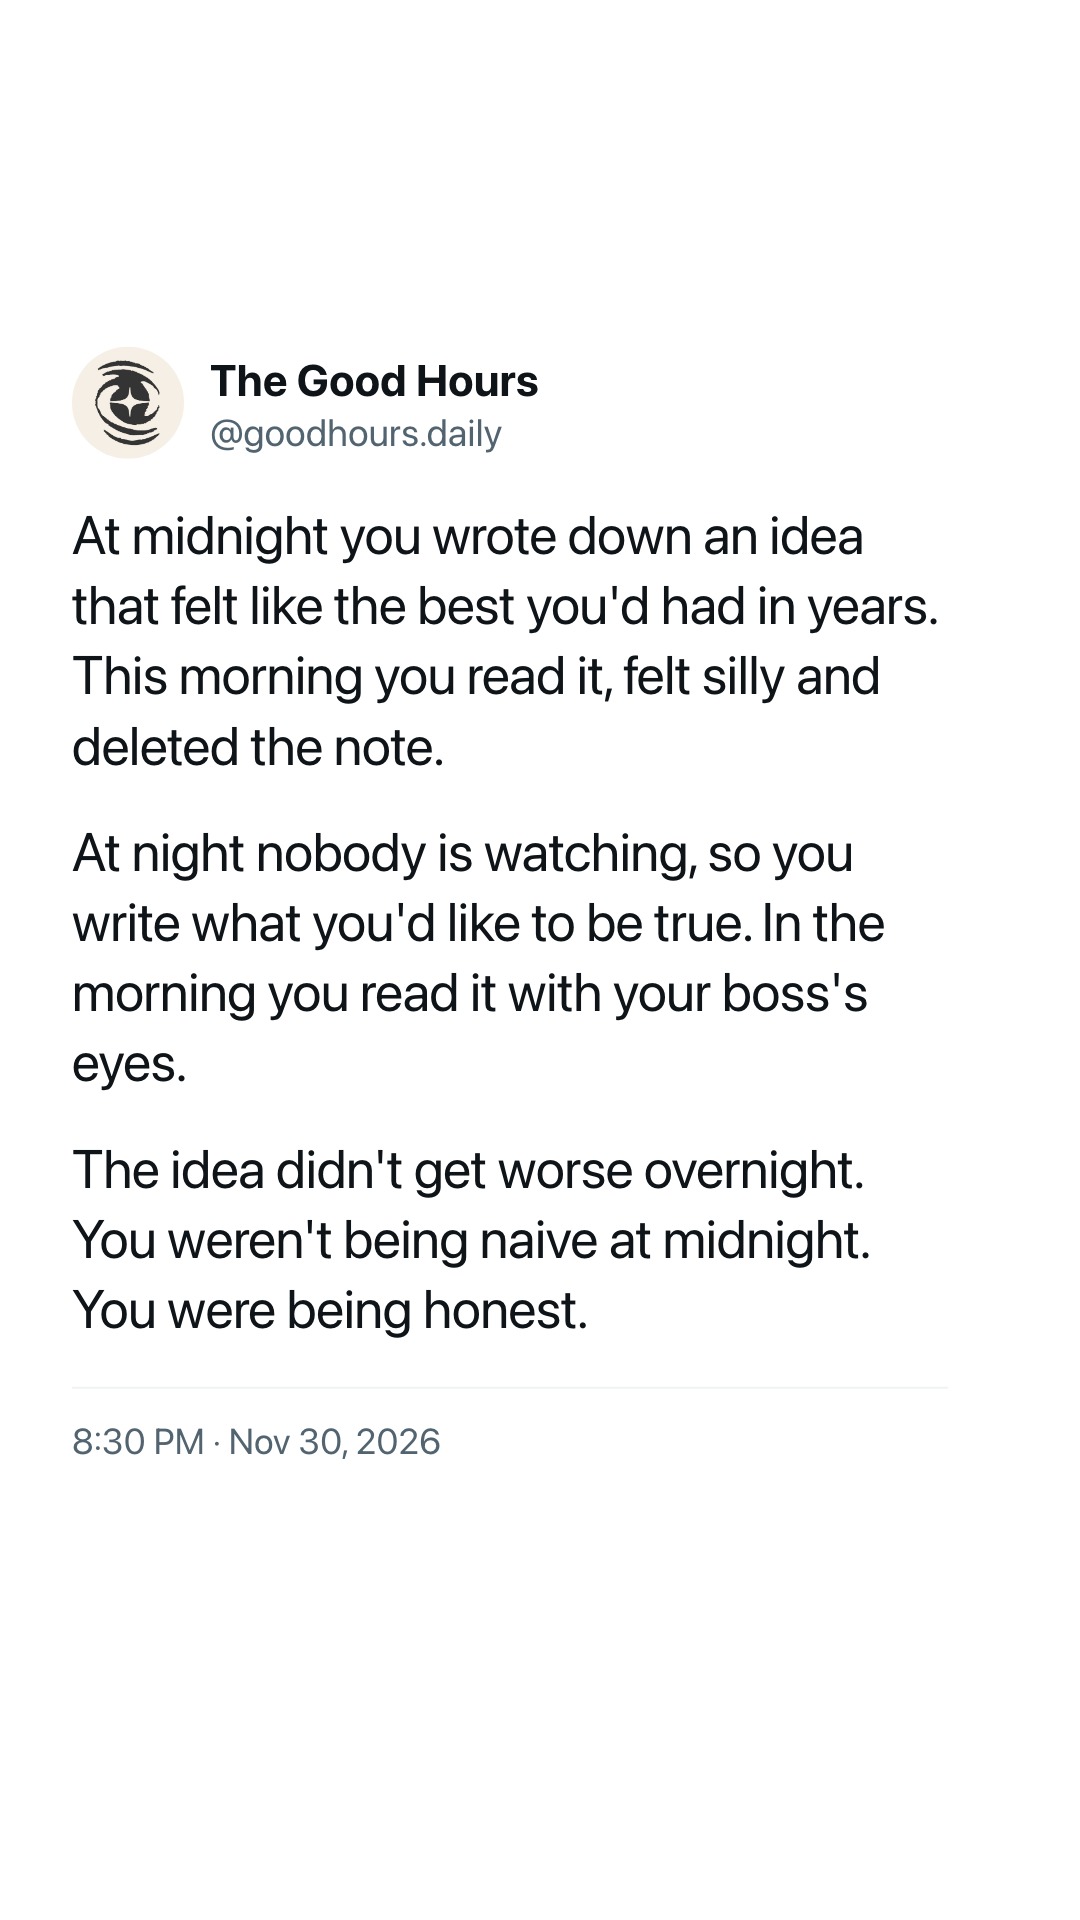 The Good Hours
@goodhours.daily
At midnight you wrote down an idea
that felt like the best you'd had in years.
This morning you read it, felt silly and
deleted the note.
At night nobody is watching, so you
write what you'd like to be true. In the
morning you read it with your boss's
eyes.
The idea didn't get worse overnight.
You weren't being naive at midnight.
You were being honest.
8:30 PM · Nov 30, 2026